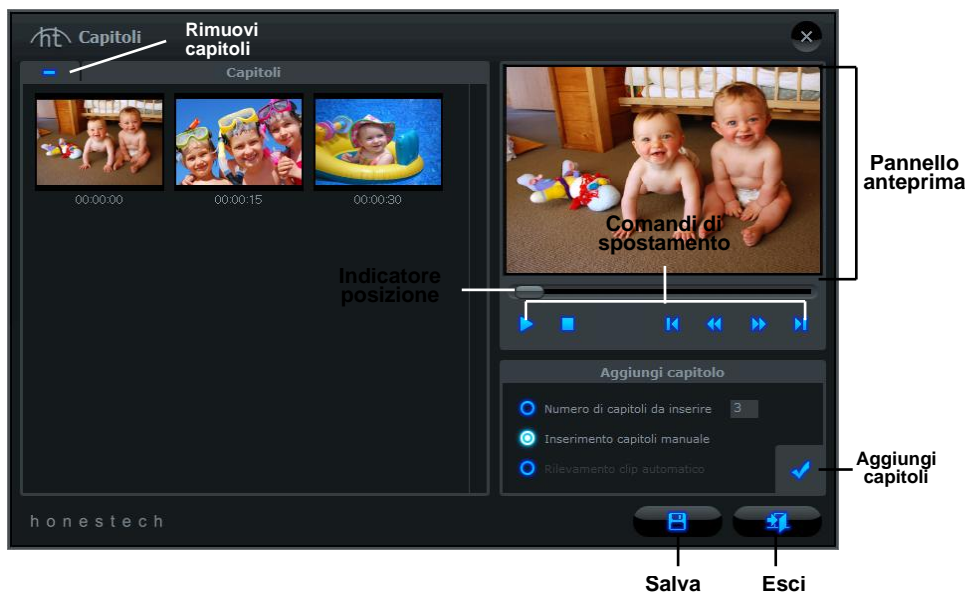 ht Capitoli
Rimuovi
capitoli
Capitoli
00:00:00
00:00:15
00:00:30
Pannello
anteprima
Comandi di
spostamento
Indicatore
posizione
Aggiungi capitolo
Numero di capitoli da inserire 3
Inserimento capitoli manuale
Rilevamento clip automatico
Aggiungi
capitoli
honestech
Salva
Esci